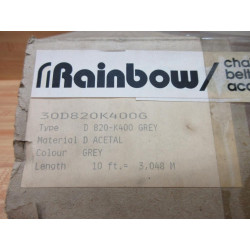 Rainbow
cha
belt
acc
30D820K400G
Type D 820-K400 GREY
Material D ACETAL
Colour GREY
Length 10 ft.= 3.048 M